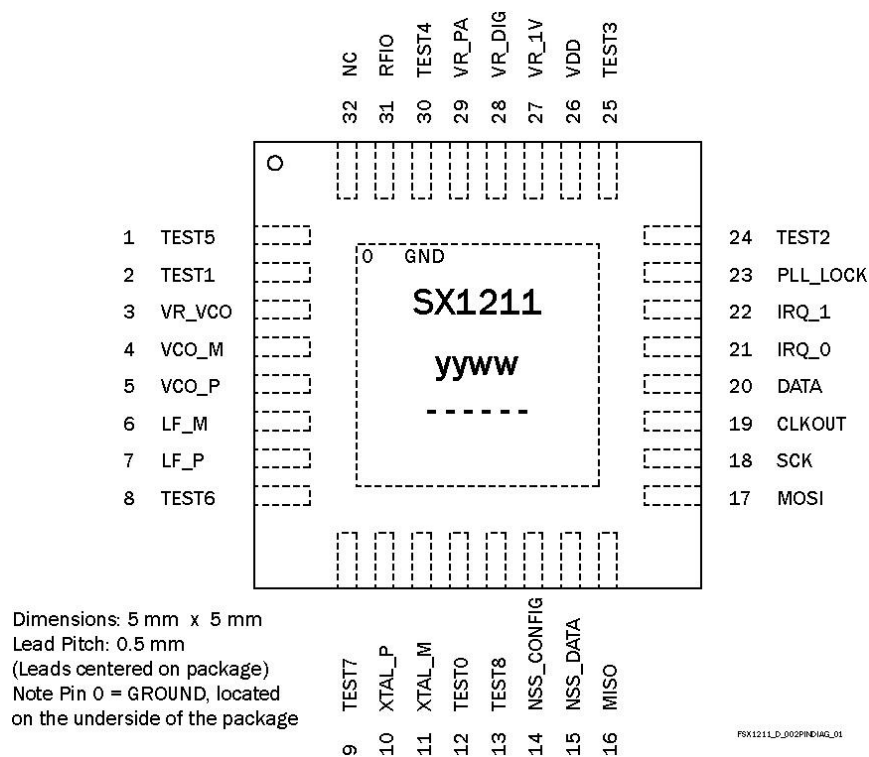 32 NC
31 RFIO
30 TEST4
29 VR_PA
28 VR_DIG
27 VR_1V
26 VDD
25 TEST3
1 TEST5
2 TEST1
3 VR_VCO
4 VCO_M
5 VCO_P
6 LF_M
7 LF_P
8 TEST6
0 GND
SX1211
yyww
------
24 TEST2
23 PLL_LOCK
22 IRQ_1
21 IRQ_0
20 DATA
19 CLKOUT
18 SCK
17 MOSI
9 TEST7
10 XTAL_P
11 XTAL_M
12 TEST0
13 TEST8
14 NSS_CONFIG
15 NSS_DATA
16 MISO
Dimensions: 5 mm x 5 mm
Lead Pitch: 0.5 mm
(Leads centered on package)
Note Pin 0 = GROUND, located
on the underside of the package
FSX1211_D_002PINDIAG_01